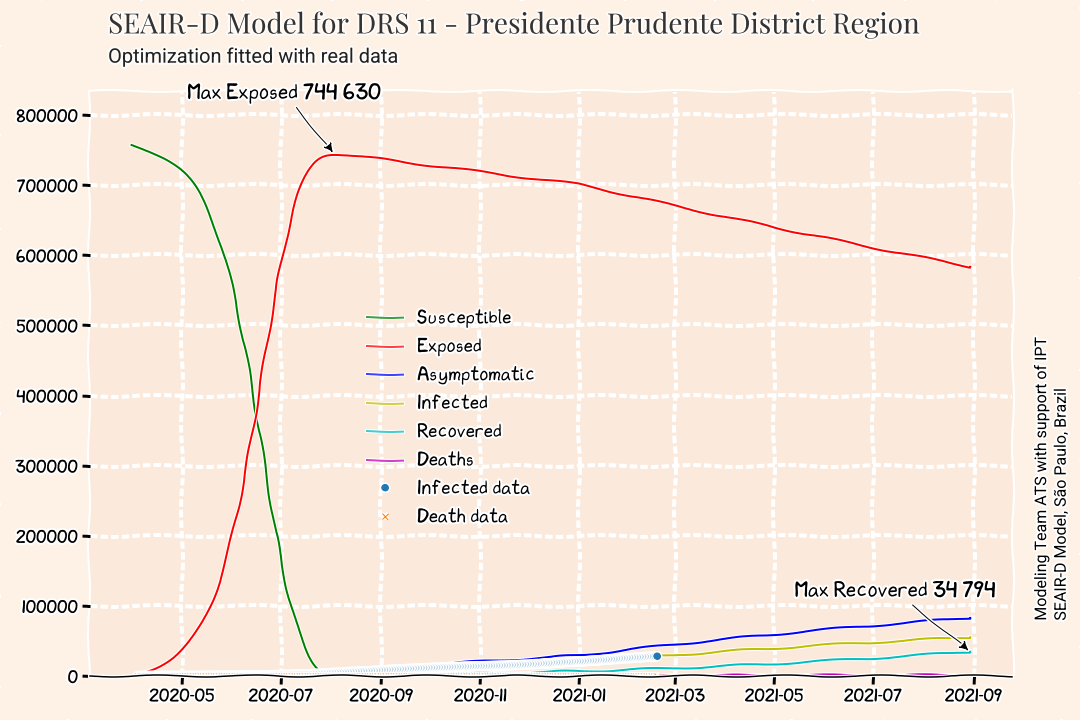 SEAIR-D Model for DRS 11 - Presidente Prudente District Region
Optimization fitted with real data
Max Exposed 744 630
800000
700000
600000
500000
400000
300000
200000
100000
0
Susceptible
Exposed
Asymptomatic
Infected
Recovered
Deaths
Infected data
Death data
Max Recovered 34 794
2020-05
2020-07
2020-09
2020-11
2021-01
2021-03
2021-05
2021-07
2021-09
Modeling Team ATS with support of IPT
SEAIR-D Model, São Paulo, Brazil